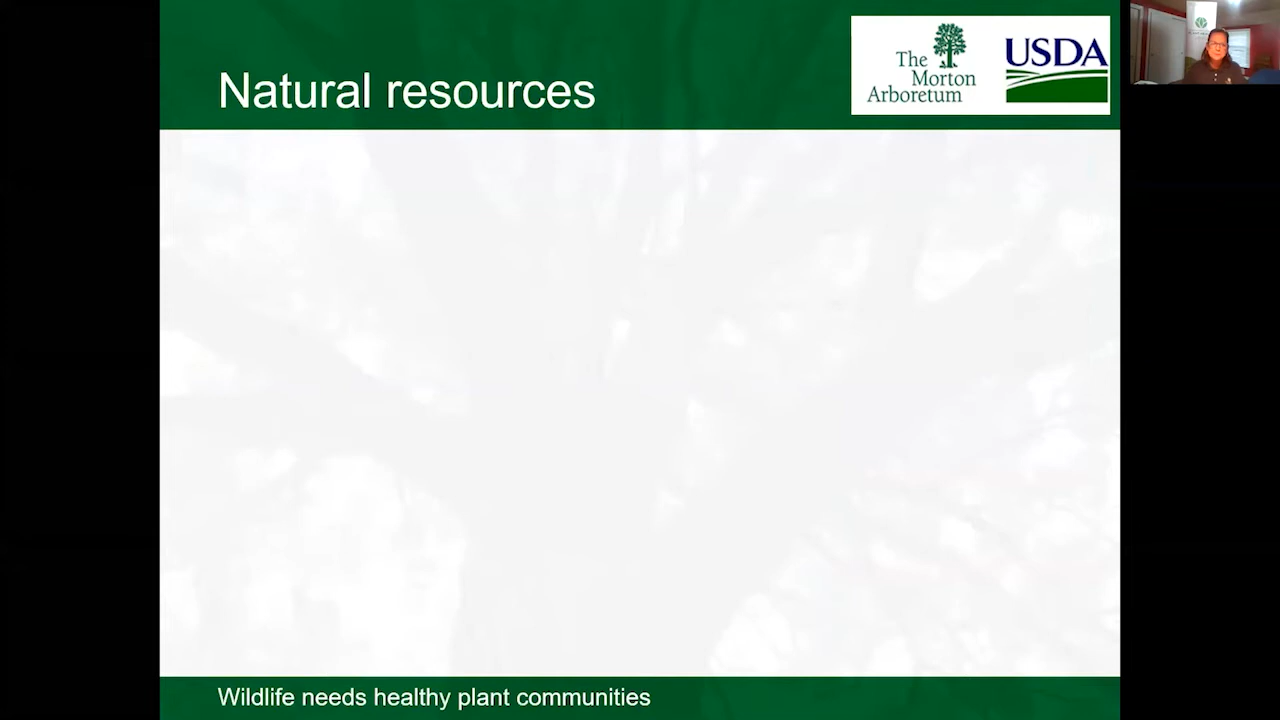 Natural resources
The
Morton
Arboretum
USDA
Wildlife needs healthy plant communities